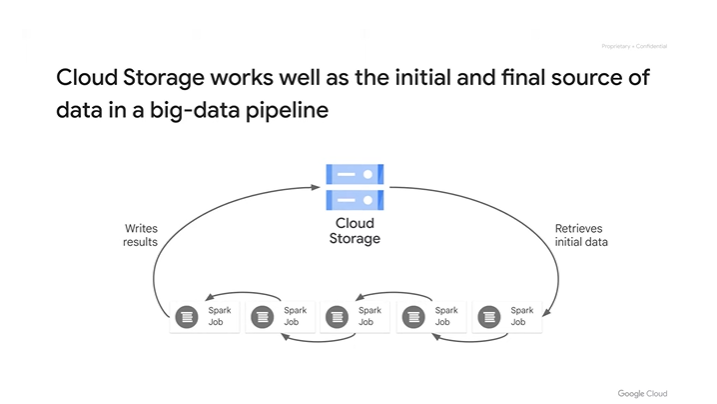 Proprietary + Confidential
Cloud Storage works well as the initial and final source of
data in a big-data pipeline
Cloud
Storage
Writes
results
Retrieves
initial data
Spark
Job
Spark
Job
Spark
Job
Spark
Job
Spark
Job
Google Cloud